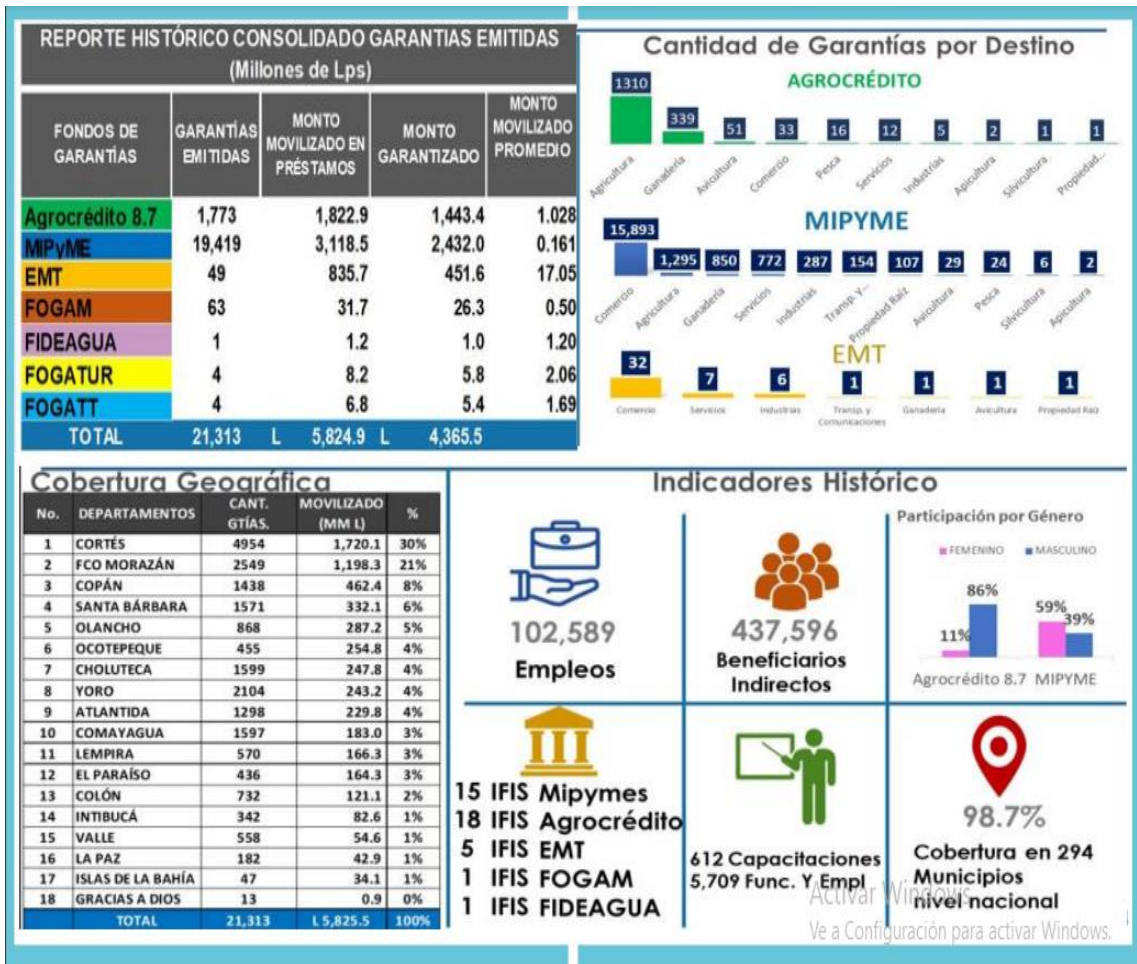 REPORTE HISTÓRICO CONSOLIDADO GARANTIAS EMITIDAS
(Millones de Lps)
FONDOS DE GARANTÍAS GARANTÍAS EMITIDAS MONTO MOVILIZADO EN PRÉSTAMOS MONTO GARANTIZADO MONTO MOVILIZADO PROMEDIO
Agrocrédito 8.7 1,773 1,822.9 1,443.4 1.028
MIPyME 19,419 3,118.5 2,432.0 0.161
EMT 49 835.7 451.6 17.05
FOGAM 63 31.7 26.3 0.50
FIDEAGUA 1 1.2 1.0 1.20
FOGATUR 4 8.2 5.8 2.06
FOGATT 4 6.8 5.4 1.69
TOTAL 21,313 L 5,824.9 L 4,365.5
Cantidad de Garantías por Destino
AGROCRÉDITO
1310 339 51 33 16 12 5 2 1 1
Agricultura Ganadería Avicultura Comercio Pesca Servicios Industrias Apicultura Silvicultura Propiedad...
MIPYME
15,893 1,295 850 772 287 154 107 29 24 6 2
Comercio Agricultura Ganadería Servicios Industrias Transp. Y... Propiedad Raíz Avicultura Pesca Silvicultura Apicultura
EMT
32 7 6 1 1 1 1
Comercio Servicios Industrias Transp. y Comunicaciones Ganadería Avicultura Propiedad Raíz
Cobertura Geográfica
No. DEPARTAMENTOS CANT. GTÍAS. MOVILIZADO (MM L) %
1 CORTÉS 4954 1,720.1 30%
2 FCO MORAZÁN 2549 1,198.3 21%
3 COPÁN 1438 462.4 8%
4 SANTA BÁRBARA 1571 332.1 6%
5 OLANCHO 868 287.2 5%
6 OCOTEPEQUE 455 254.8 4%
7 CHOLUTECA 1599 247.8 4%
8 YORO 2104 243.2 4%
9 ATLANTIDA 1298 229.8 4%
10 COMAYAGUA 1597 183.0 3%
11 LEMPIRA 570 166.3 3%
12 EL PARAÍSO 436 164.3 3%
13 COLÓN 732 121.1 2%
14 INTIBUCÁ 342 82.6 1%
15 VALLE 558 54.6 1%
16 LA PAZ 182 42.9 1%
17 ISLAS DE LA BAHÍA 47 34.1 1%
18 GRACIAS A DIOS 13 0.9 0%
TOTAL 21,313 L 5,825.5 100%
Indicadores Histórico
102,589
Empleos
437,596
Beneficiarios
Indirectos
Participación por Género
FEMENINO MASCULINO
11% 86% 59% 39%
Agrocrédito 8.7 MIPYME
15 IFIS Mipymes
18 IFIS Agrocrédito
5 IFIS EMT
1 IFIS FOGAM
1 IFIS FIDEAGUA
612 Capacitaciones
5,709 Func. Y Empl
98.7%
Cobertura en 294
Municipios
nivel nacional
Activar Windows
Ve a Configuración para activar Windows.